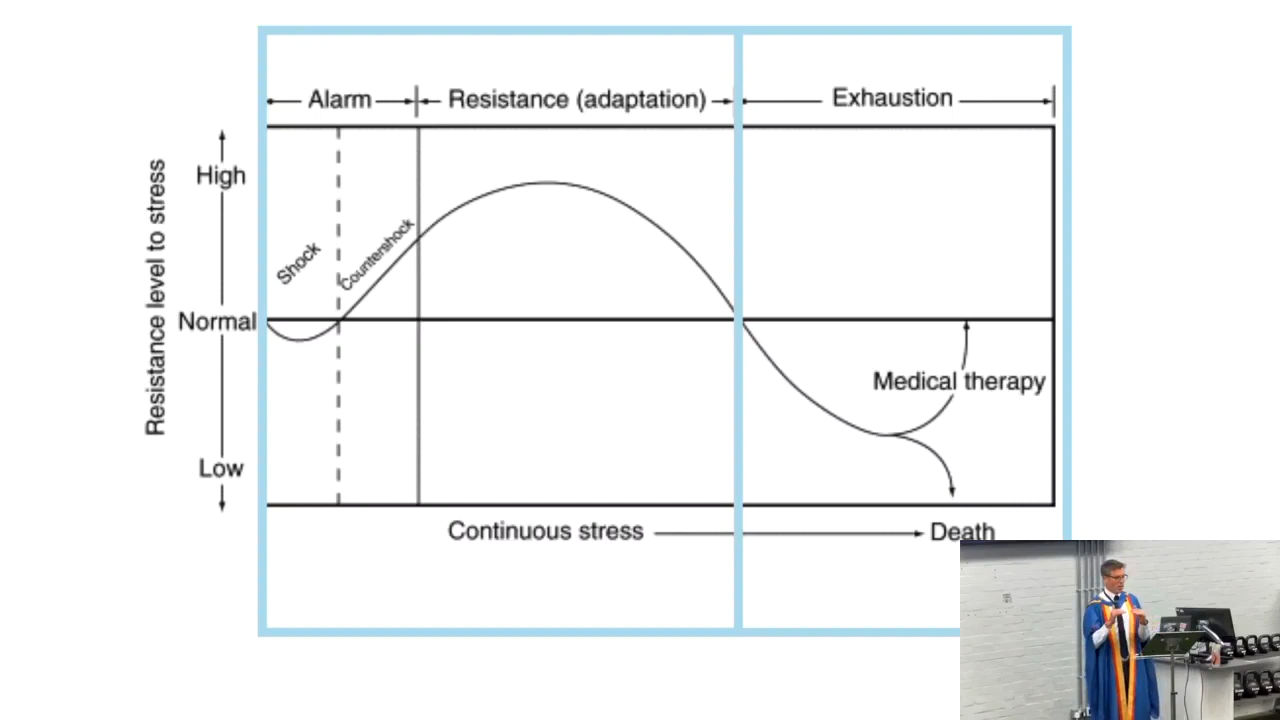 Alarm
Resistance (adaptation)
Exhaustion
Resistance level to stress
High
Normal
Low
Shock
Countershock
Medical therapy
Continuous stress
Death